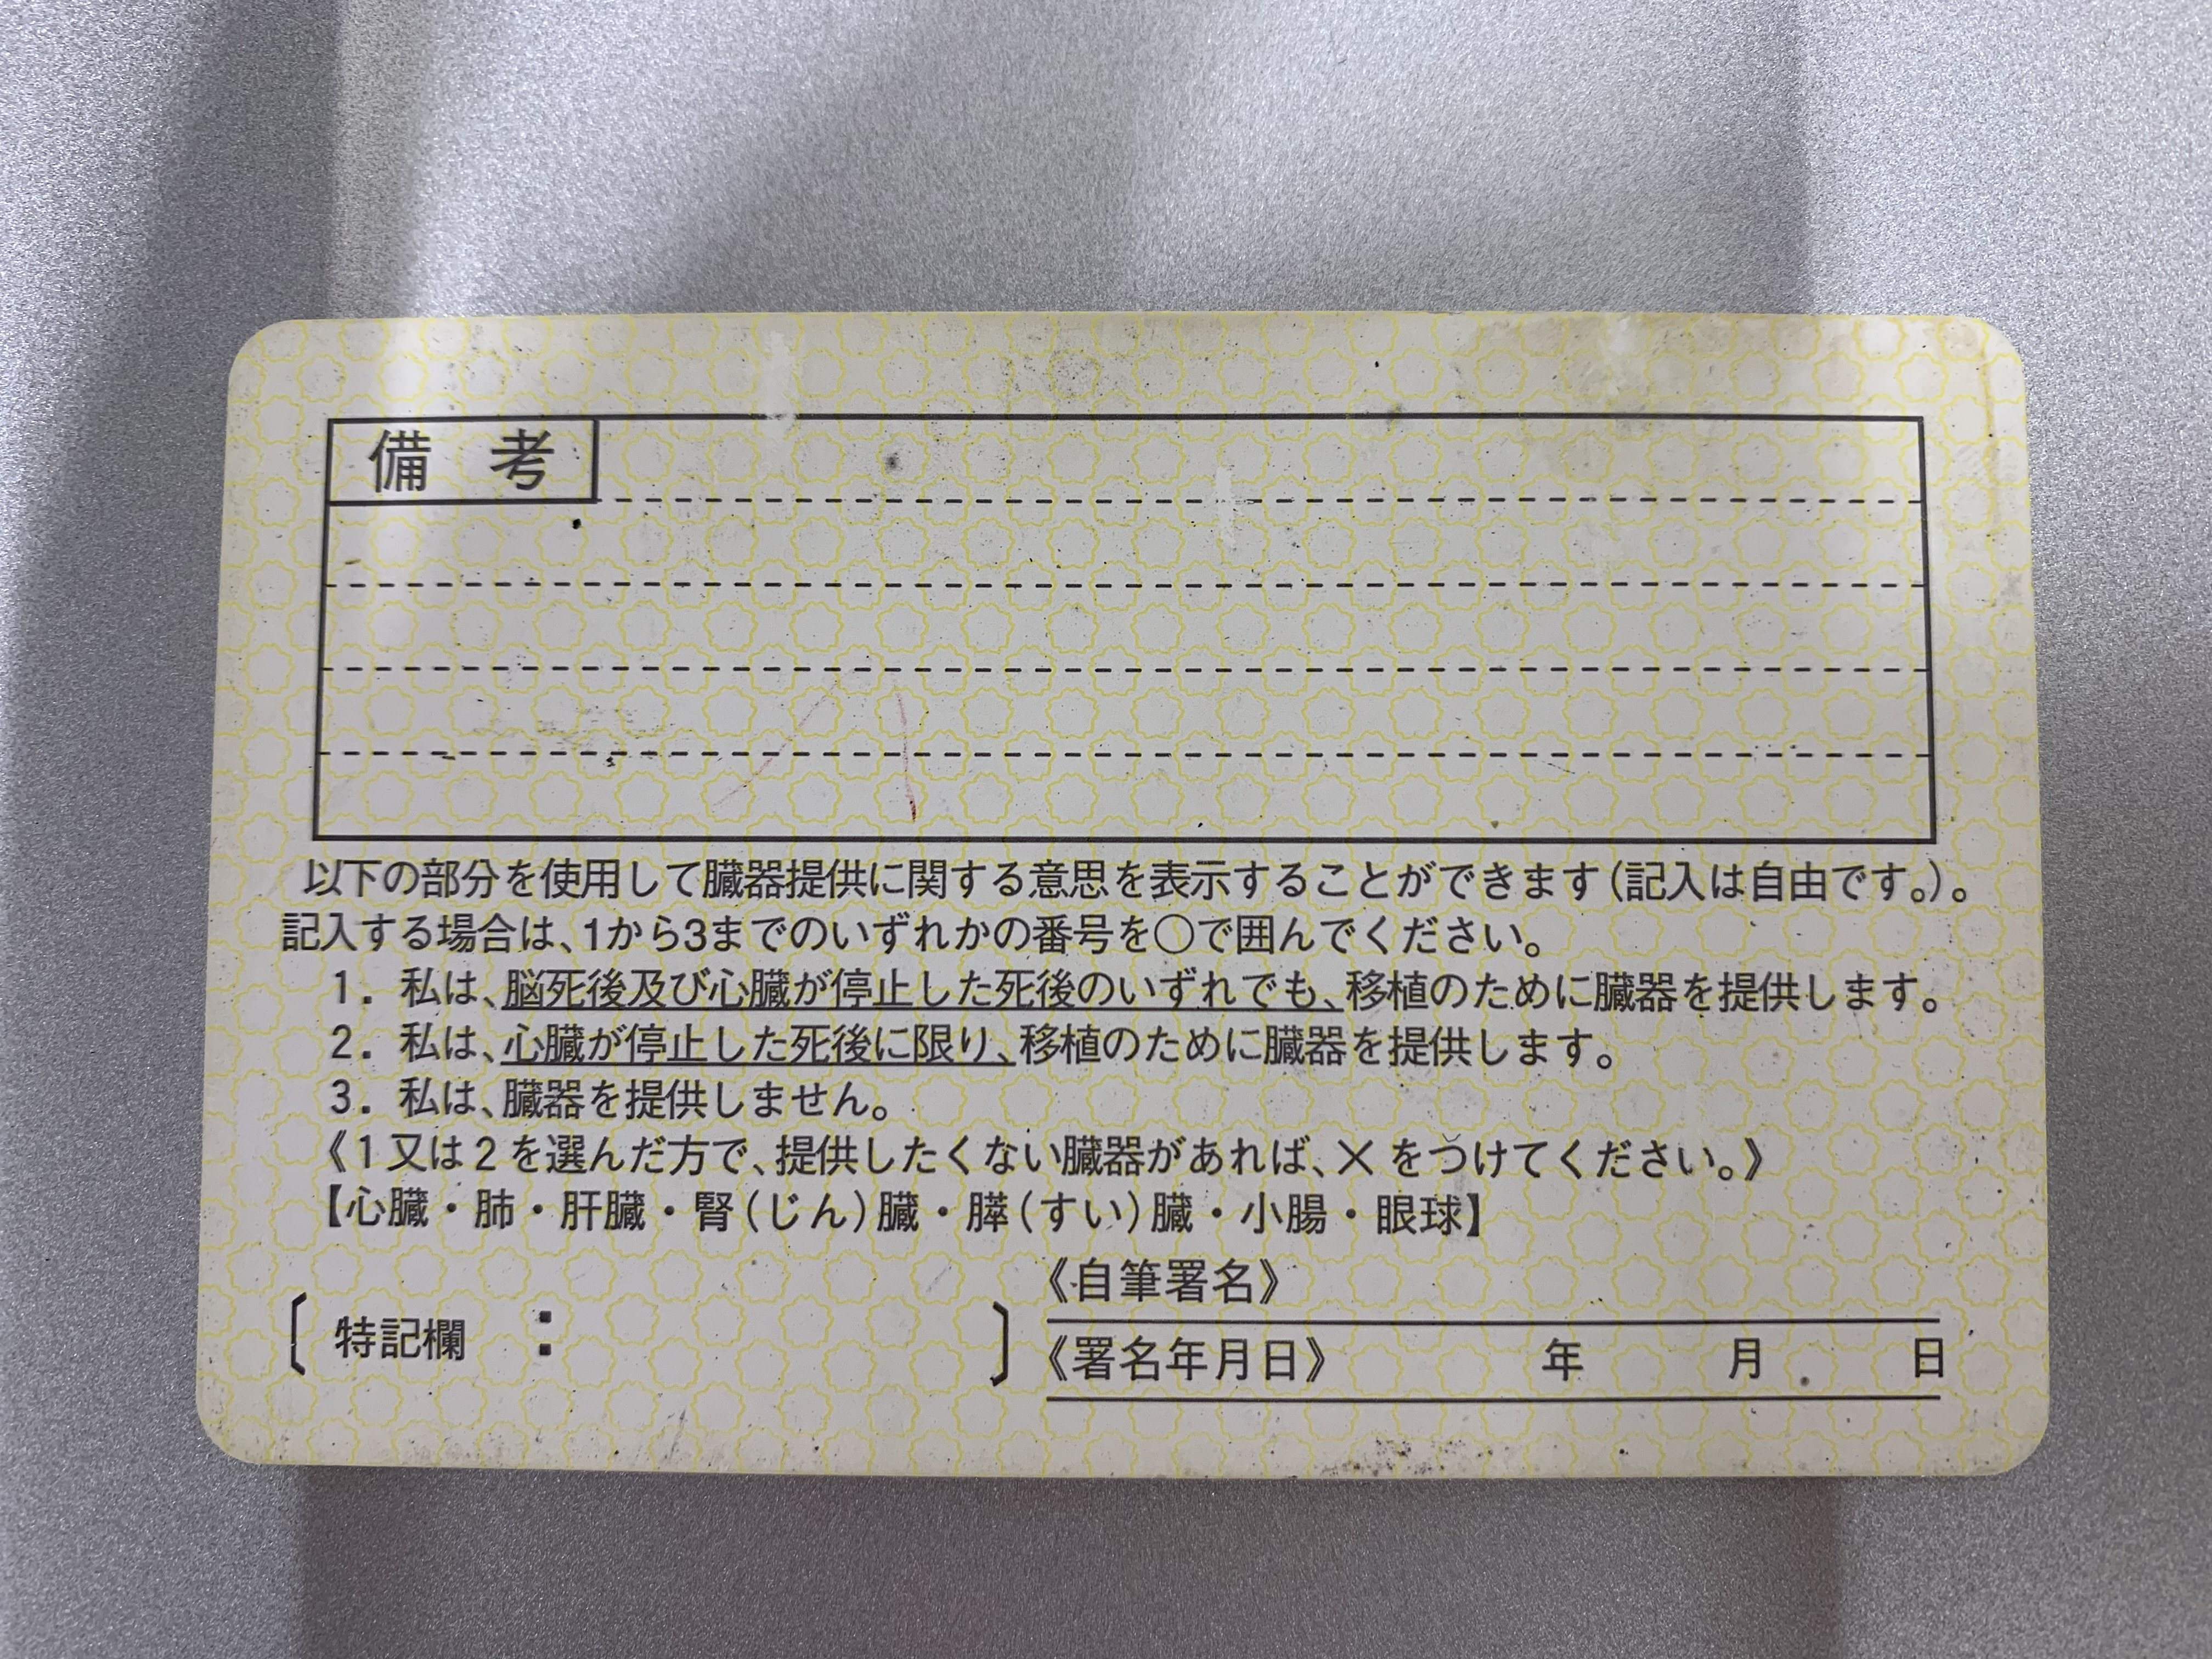 備　考
以下の部分を使用して臓器提供に関する意思を表示することができます(記入は自由です。)。
記入する場合は、1から3までのいずれかの番号を○で囲んでください。
1. 私は、脳死後及び心臓が停止した死後のいずれでも、移植のために臓器を提供します。
2. 私は、心臓が停止した死後に限り、移植のために臓器を提供します。
3. 私は、臓器を提供しません。
《1又は2を選んだ方で、提供したくない臓器があれば、×をつけてください。》
【心臓・肺・肝臓・腎(じん)臓・膵(すい)臓・小腸・眼球】
〔特記欄　：　　　〕
《自筆署名》
《署名年月日》　　　年　　　月　　　日